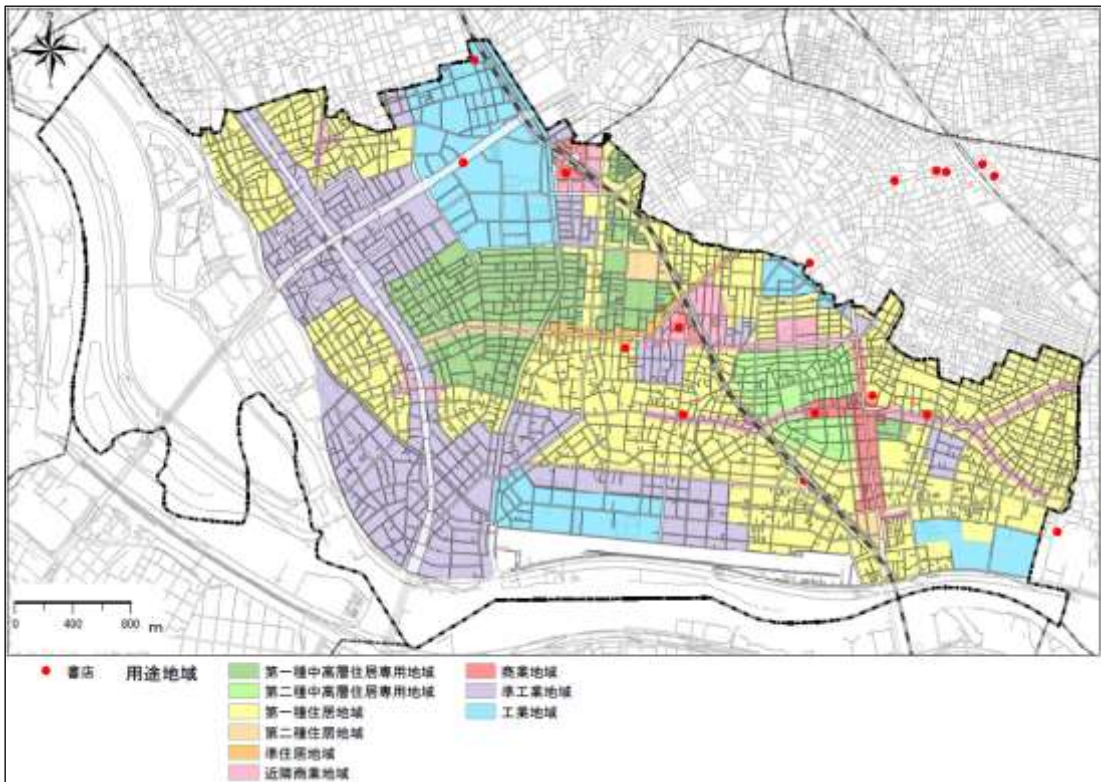 0 400 800 m
書店
用途地域
第一種中高層住居専用地域
第二種中高層住居専用地域
第一種住居地域
第二種住居地域
準住居地域
近隣商業地域
商業地域
準工業地域
工業地域